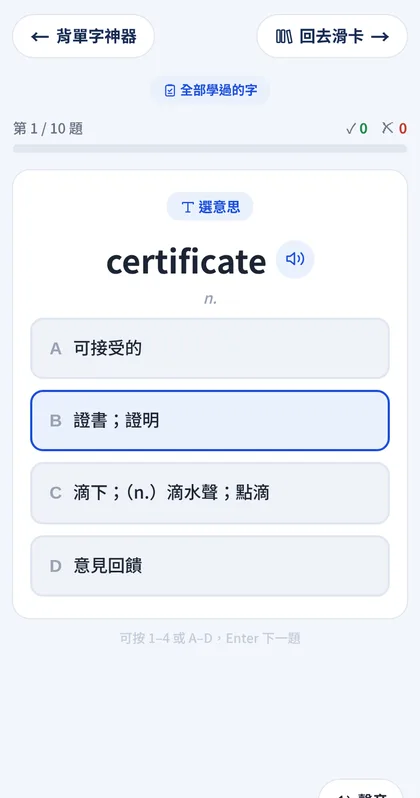 ← 背單字神器
回去滑卡 →
全部學過的字
第 1 / 10 題
✓ 0 ✗ 0
選意思
certificate
n.
A 可接受的
B 證書；證明
C 滴下；（n.）滴水聲；點滴
D 意見回饋
可按 1–4 或 A–D，Enter 下一題
聲音